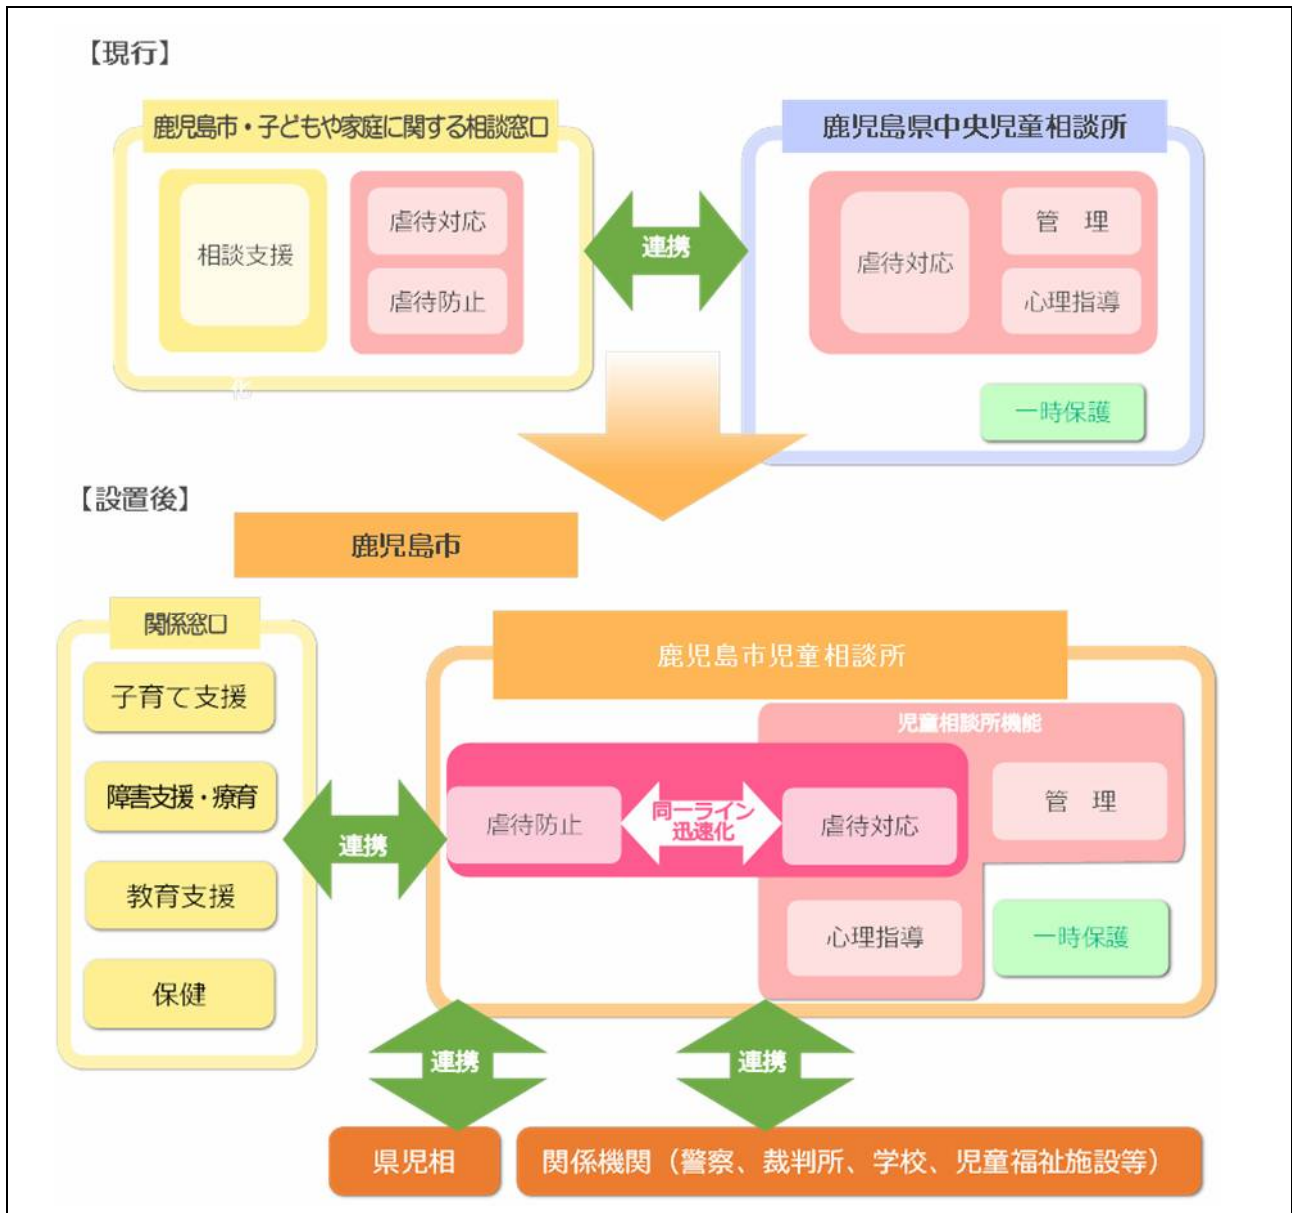 【現行】
鹿児島市・子どもや家庭に関する相談窓口
鹿児島県中央児童相談所
相談支援
虐待対応
虐待防止
連携
虐待対応
管　理
心理指導
化
一時保護
【設置後】
鹿児島市
関係窓口
子育て支援
障害支援・療育
教育支援
保健
連携
鹿児島市児童相談所
児童相談所機能
虐待防止
同一ライン
迅速化
虐待対応
管　理
心理指導
一時保護
連携
連携
県児相
関係機関（警察、裁判所、学校、児童福祉施設等）